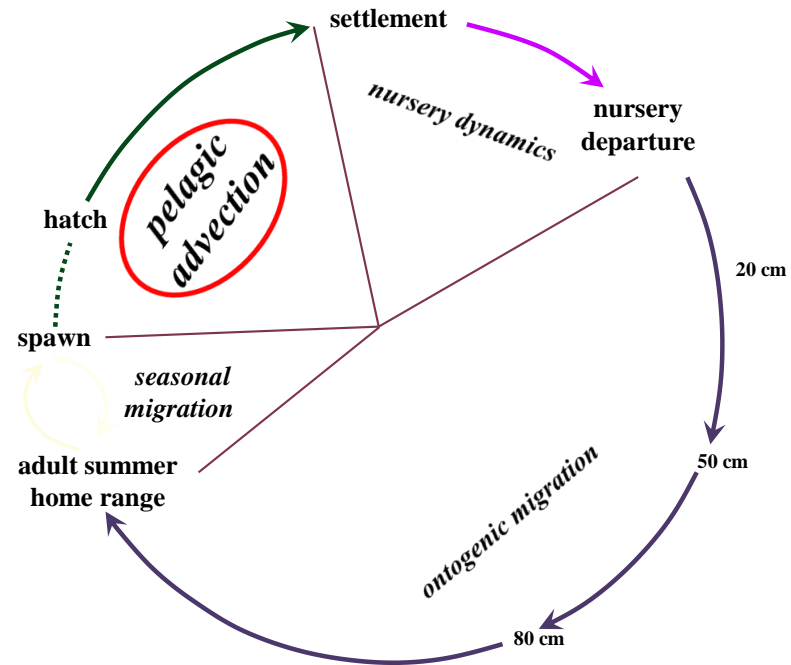 settlement
nursery dynamics
nursery
departure
pelagic
advection
hatch
20 cm
spawn
seasonal
migration
50 cm
adult summer
home range
ontogenic migration
80 cm